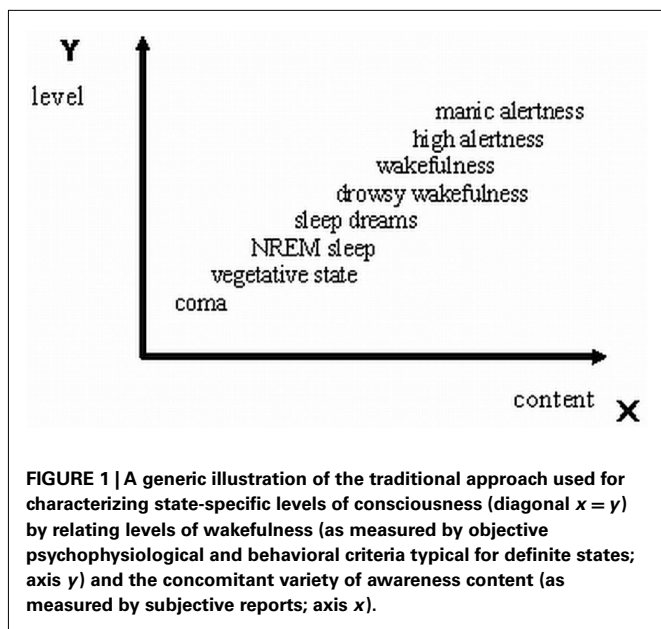 Y
level
manic alertness
high alertness
wakefulness
drowsy wakefulness
sleep dreams
NREM sleep
vegetative state
coma
content X
FIGURE 1 | A generic illustration of the traditional approach used for
characterizing state-specific levels of consciousness (diagonal x = y)
by relating levels of wakefulness (as measured by objective
psychophysiological and behavioral criteria typical for definite states;
axis y) and the concomitant variety of awareness content (as
measured by subjective reports; axis x).